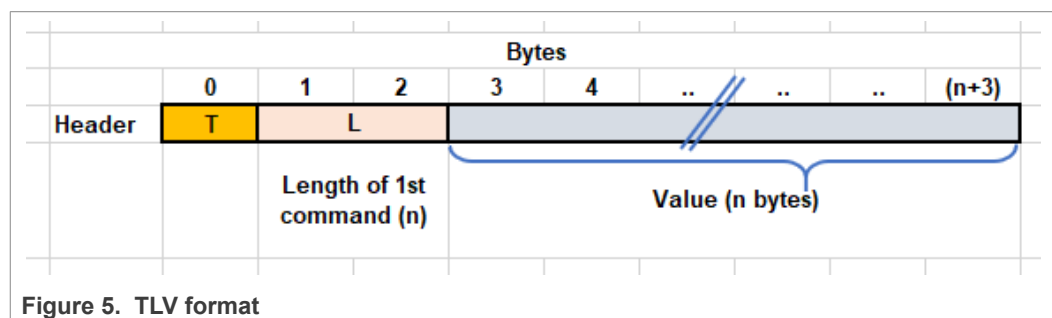 Bytes
0 1 2 3 4 .. .. .. (n+3)
Header T L
Length of 1st
command (n)
Value (n bytes)
Figure 5. TLV format